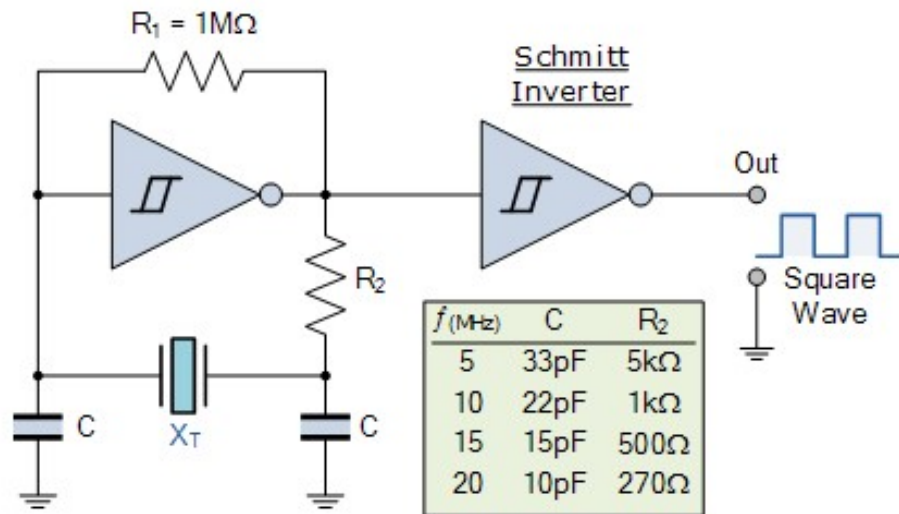 R₁ = 1MΩ
Schmitt
Inverter
Out
R₂
Square
Wave
C
X_T
C
f(MHz) C R₂
5 33pF 5kΩ
10 22pF 1kΩ
15 15pF 500Ω
20 10pF 270Ω